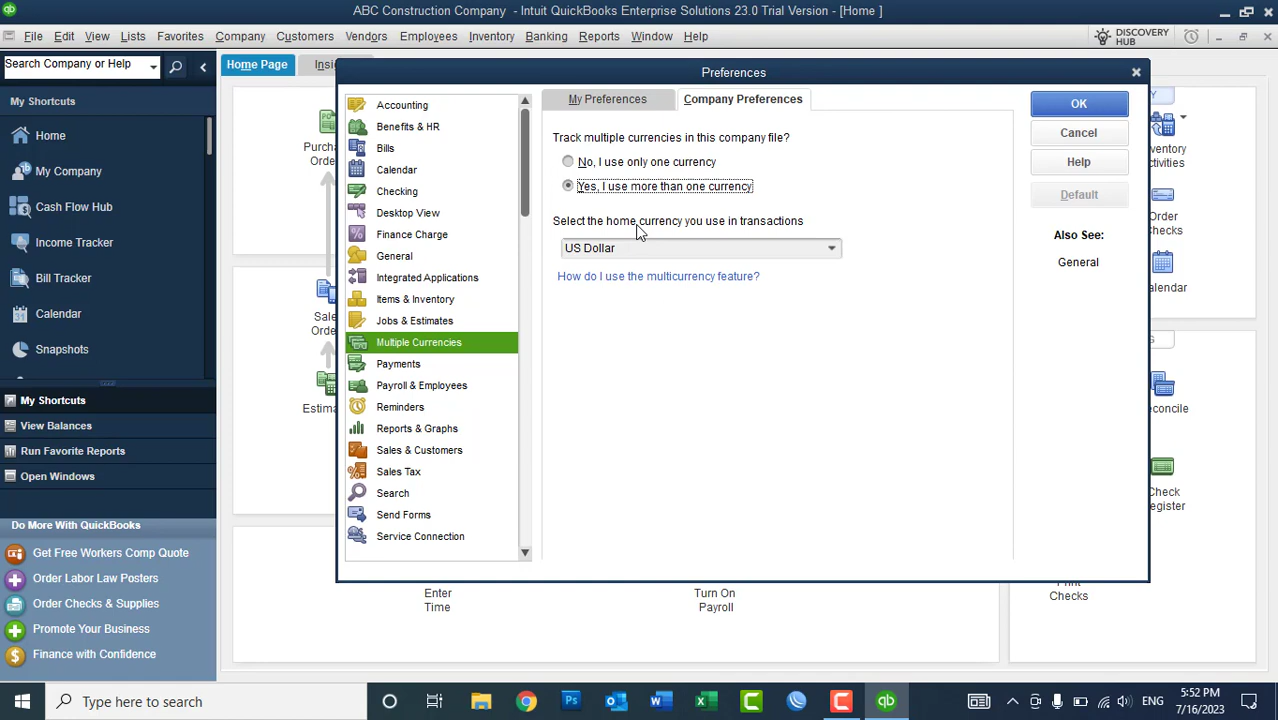 ABC Construction Company - Intuit QuickBooks Enterprise Solutions 23.0 Trial Version - [Home ]
File Edit View Lists Favorites Company Customers Vendors Employees Inventory Banking Reports Window Help
DISCOVERY
HUB
Search Company or Help
Home Page
Insi
My Shortcuts
Home
My Company
Cash Flow Hub
Income Tracker
Bill Tracker
Calendar
Snapshots
My Shortcuts
View Balances
Run Favorite Reports
Open Windows
Do More With QuickBooks
Get Free Workers Comp Quote
Order Labor Law Posters
Order Checks & Supplies
Promote Your Business
Finance with Confidence
Purcha
Orde
Sale
Orde
Estima
Preferences
Accounting
Benefits & HR
Bills
Calendar
Checking
Desktop View
Finance Charge
General
Integrated Applications
Items & Inventory
Jobs & Estimates
Multiple Currencies
Payments
Payroll & Employees
Reminders
Reports & Graphs
Sales & Customers
Sales Tax
Search
Send Forms
Service Connection
My Preferences
Company Preferences
Track multiple currencies in this company file?
No, I use only one currency
Yes, I use more than one currency
Select the home currency you use in transactions
US Dollar
How do I use the multicurrency feature?
OK
Cancel
Help
Default
Also See:
General
Y
Inventory
Activities
Order
Checks
Calendar
S
Reconcile
Check
Register
Print
Checks
Enter
Time
Turn On
Payroll
Type here to search
ENG
5:52 PM
7/16/2023